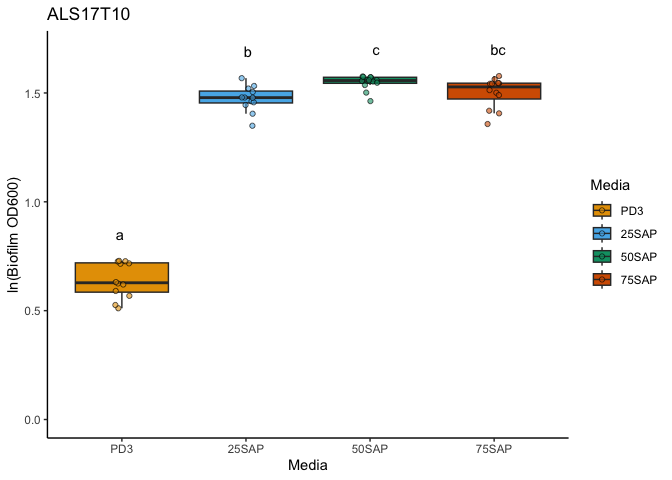 ALS17T10
b
c
bc
a
1.5
1.0
0.5
0.0
ln(Biofilm OD600)
PD3
25SAP
50SAP
75SAP
Media
Media
PD3
25SAP
50SAP
75SAP